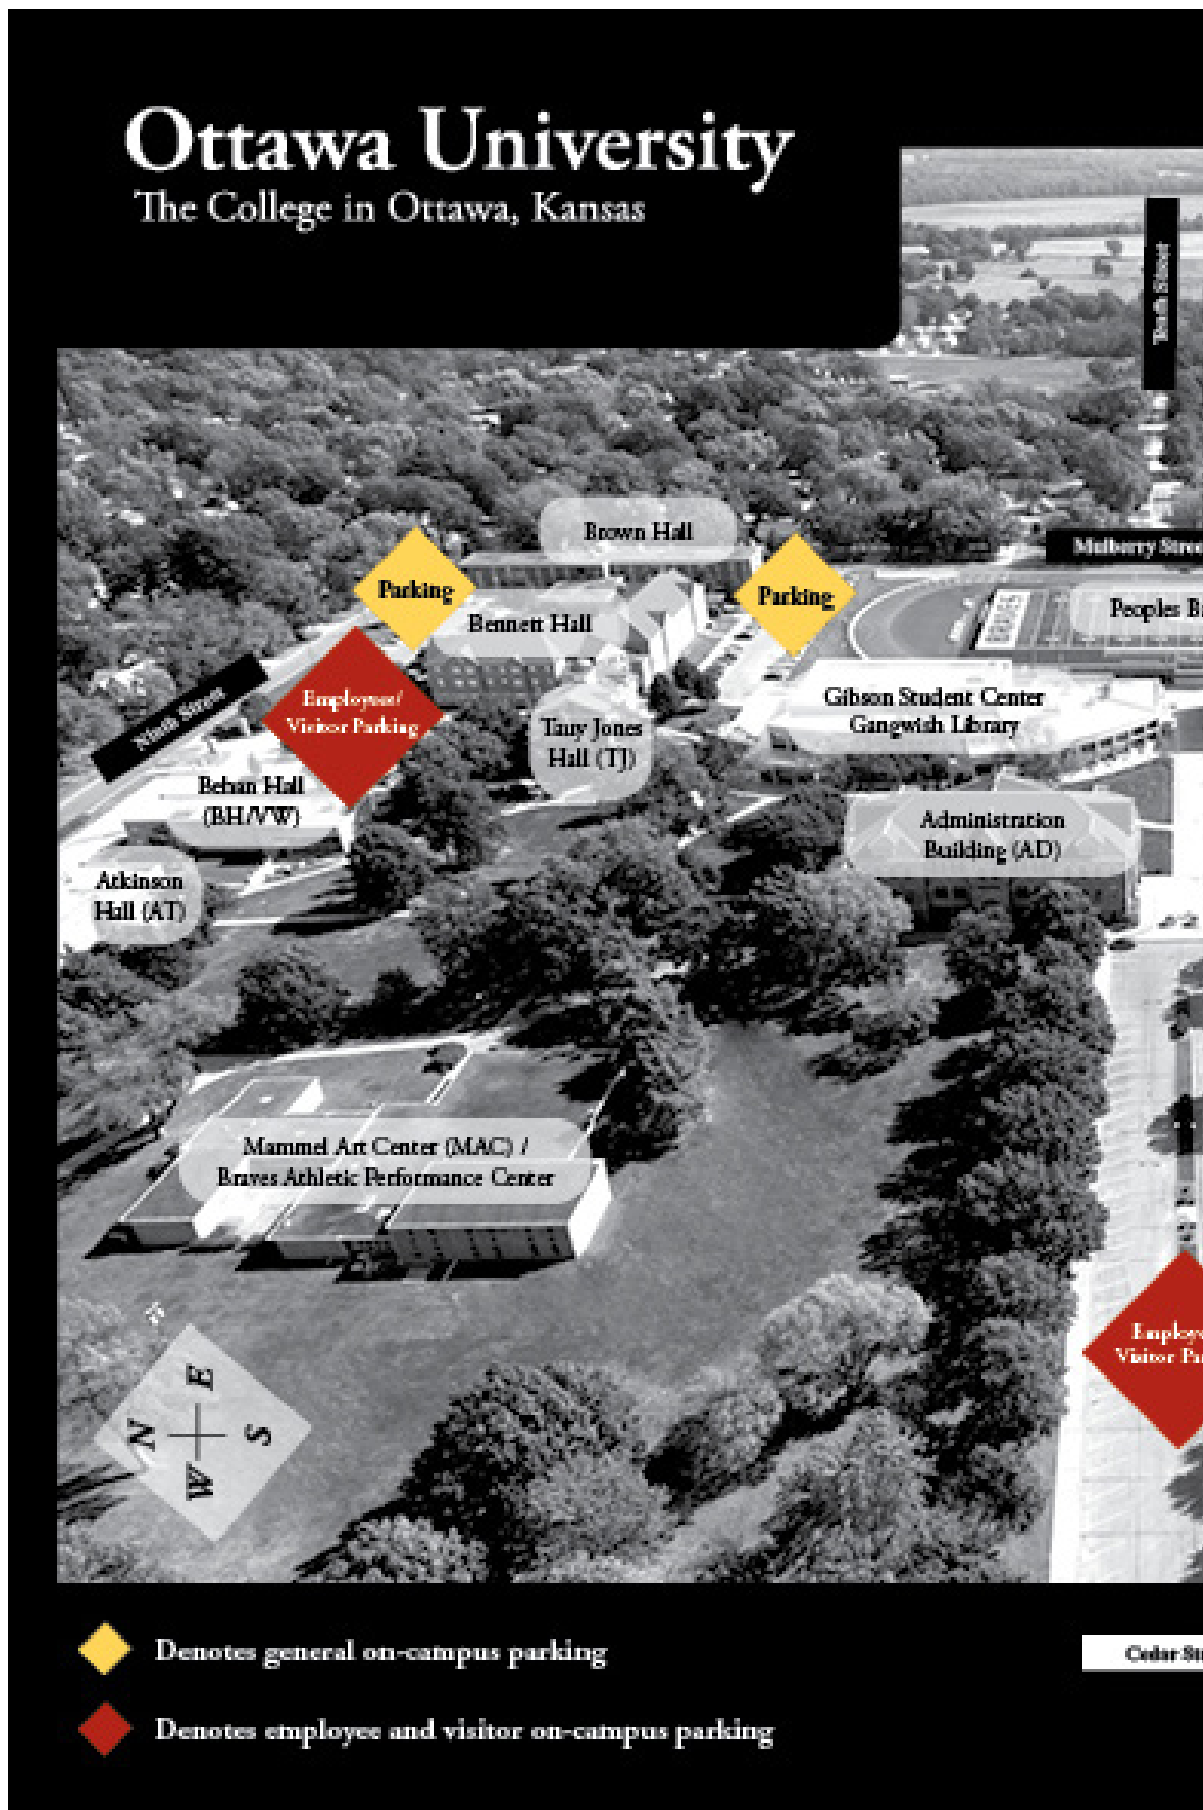 Ottawa University
The College in Ottawa, Kansas
Tenth Street
Brown Hall
Mulberry
Parking
Parking
Bennett Hall
Peoples
Employee/
Visitor Parking
Gibson Student Center
Gangwish Library
Ninth Street
Tauy Jones
Hall (TJ)
Behan Hall
(BH/VW)
Administration
Building (AD)
Atkinson
Hall (AT)
Mammel Art Center (MAC) /
Braves Athletic Performance Center
BRAVES
Visitor
N
E
S
W
Denotes general on-campus parking
Cedar
Denotes employee and visitor on-campus parking